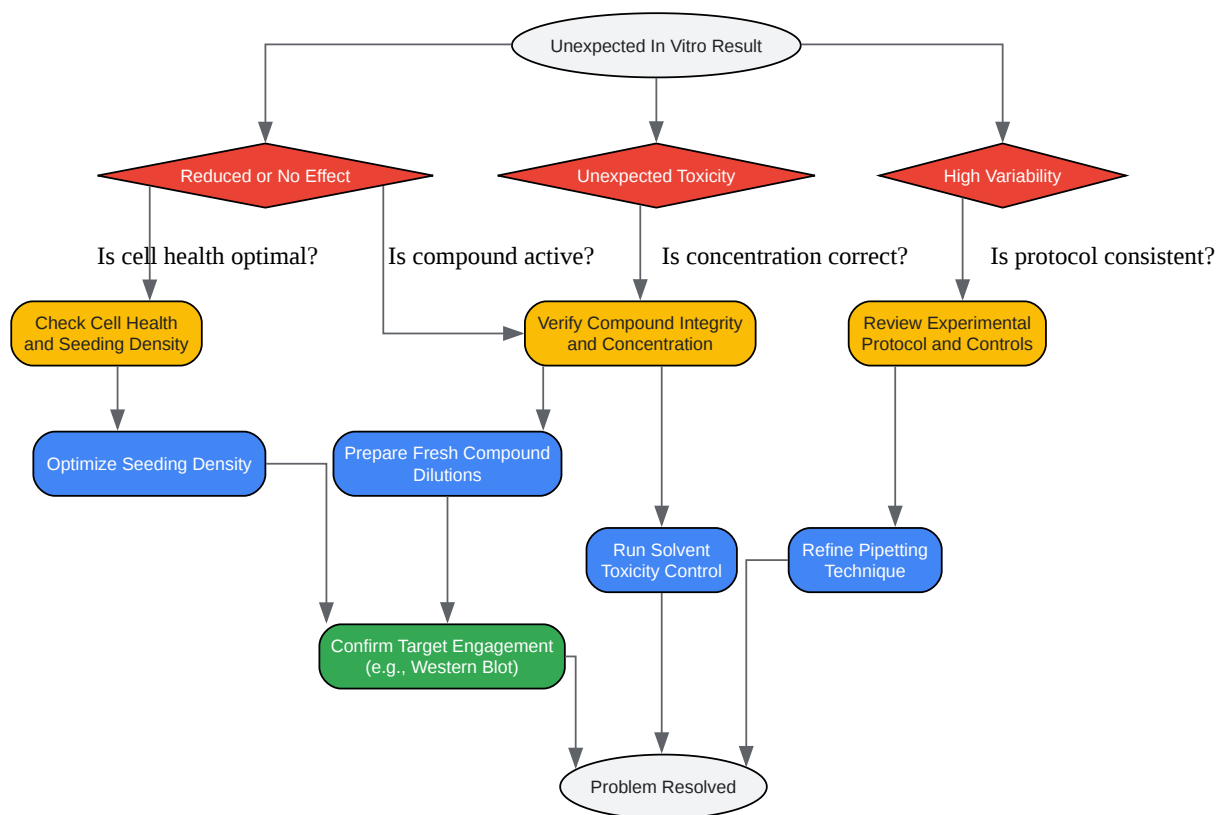 Unexpected In Vitro Result
Reduced or No Effect
Unexpected Toxicity
High Variability
Is cell health optimal?
Is compound active?
Is concentration correct?
Is protocol consistent?
Check Cell Health
and Seeding Density
Verify Compound Integrity
and Concentration
Review Experimental
Protocol and Controls
Optimize Seeding Density
Prepare Fresh Compound
Dilutions
Run Solvent
Toxicity Control
Refine Pipetting
Technique
Confirm Target Engagement
(e.g., Western Blot)
Problem Resolved